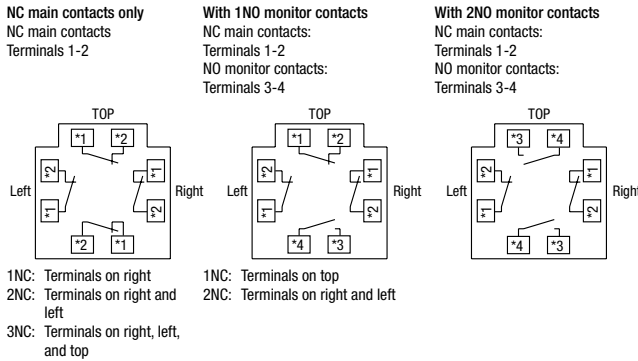 NC main contacts only
NC main contacts
Terminals 1-2
TOP
*1 *2
*2
*1
Left
Right
*1
*2
*2 *1
1NC: Terminals on right
2NC: Terminals on right and
left
3NC: Terminals on right, left,
and top
With 1NO monitor contacts
NC main contacts:
Terminals 1-2
NO monitor contacts:
Terminals 3-4
TOP
*1 *2
*2
*1
Left
Right
*1
*2
*4 *3
1NC: Terminals on top
2NC: Terminals on right and left
With 2NO monitor contacts
NC main contacts:
Terminals 1-2
NO monitor contacts:
Terminals 3-4
TOP
*3 *4
*2
*1
Left
Right
*1
*2
*4 *3